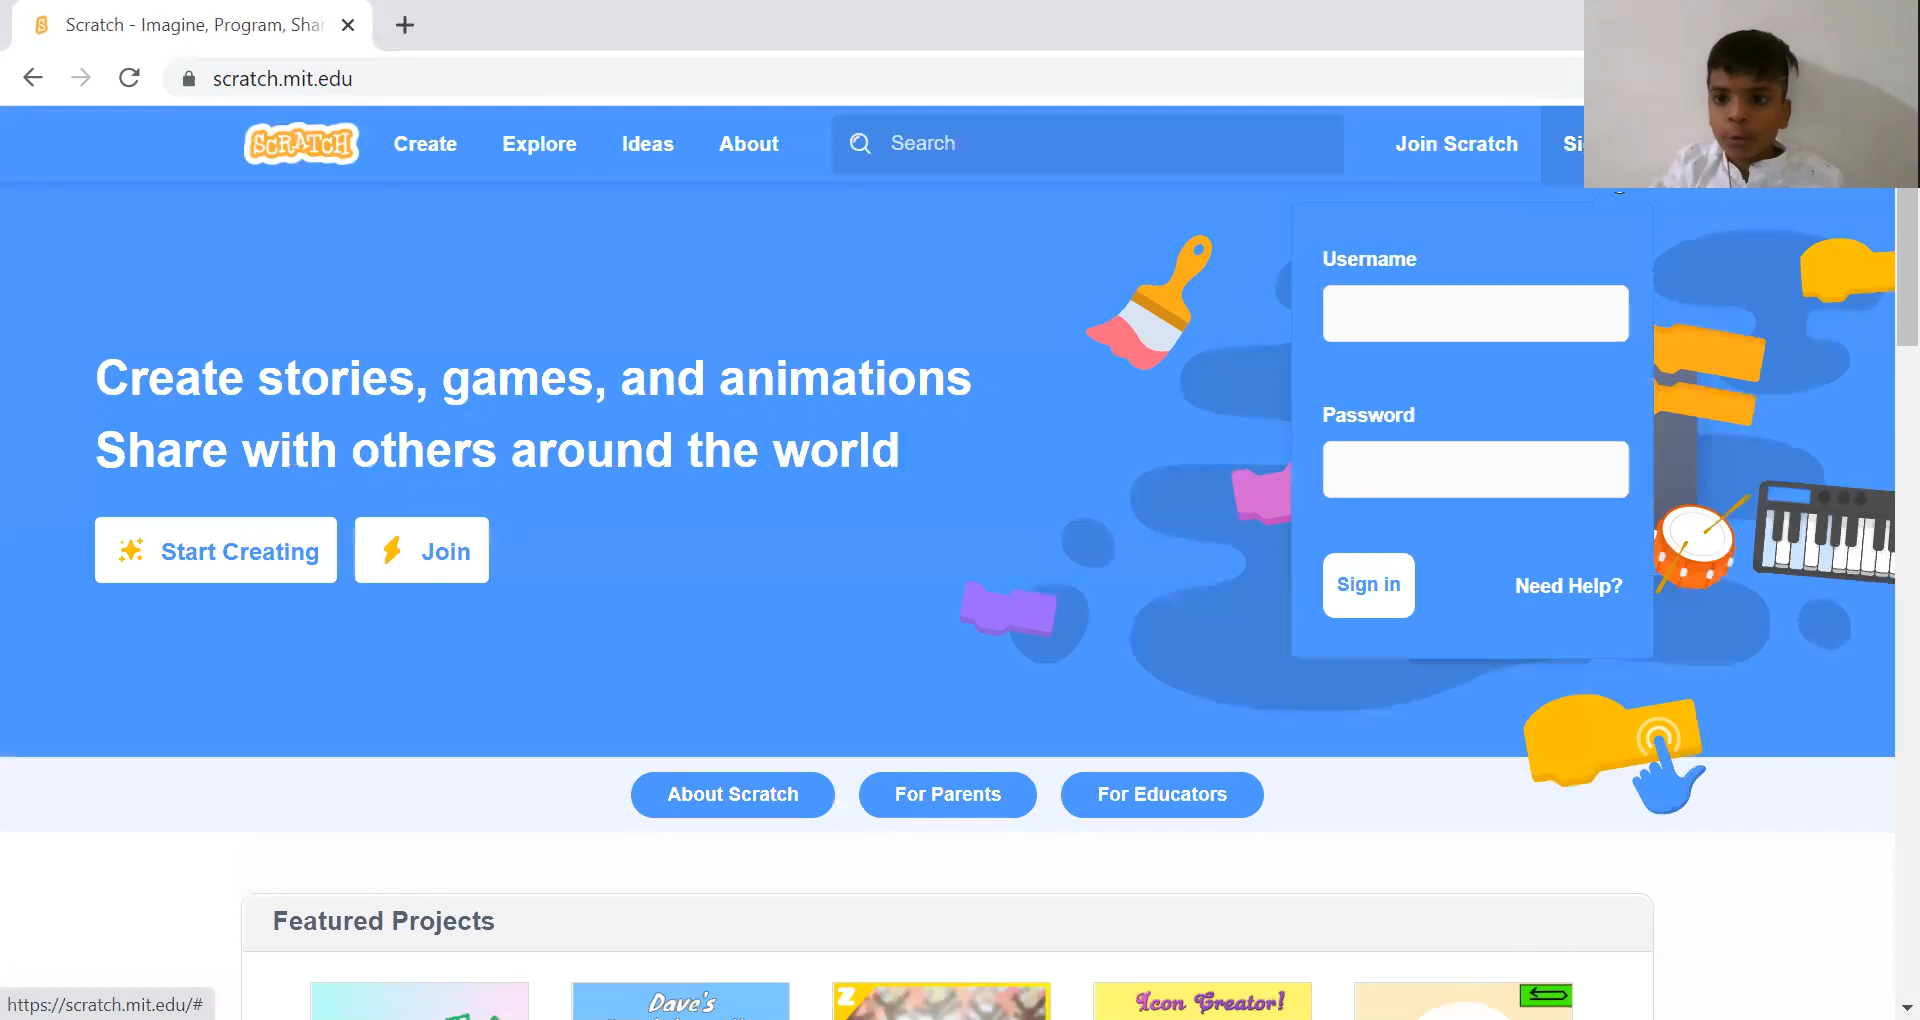 Scratch - Imagine, Program, Shar
scratch.mit.edu
SCRATCH
Create
Explore
Ideas
About
Search
Join Scratch
Si
Username
Password
Sign in
Need Help?
Create stories, games, and animations
Share with others around the world
Start Creating
Join
About Scratch
For Parents
For Educators
Featured Projects
Dave's
Z
Icon Creator!
https://scratch.mit.edu/#